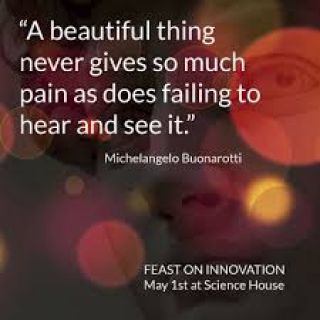 “A beautiful thing
never gives so much
pain as does failing to
hear and see it.”
Michelangelo Buonarotti
FEAST ON INNOVATION
May 1st at Science House